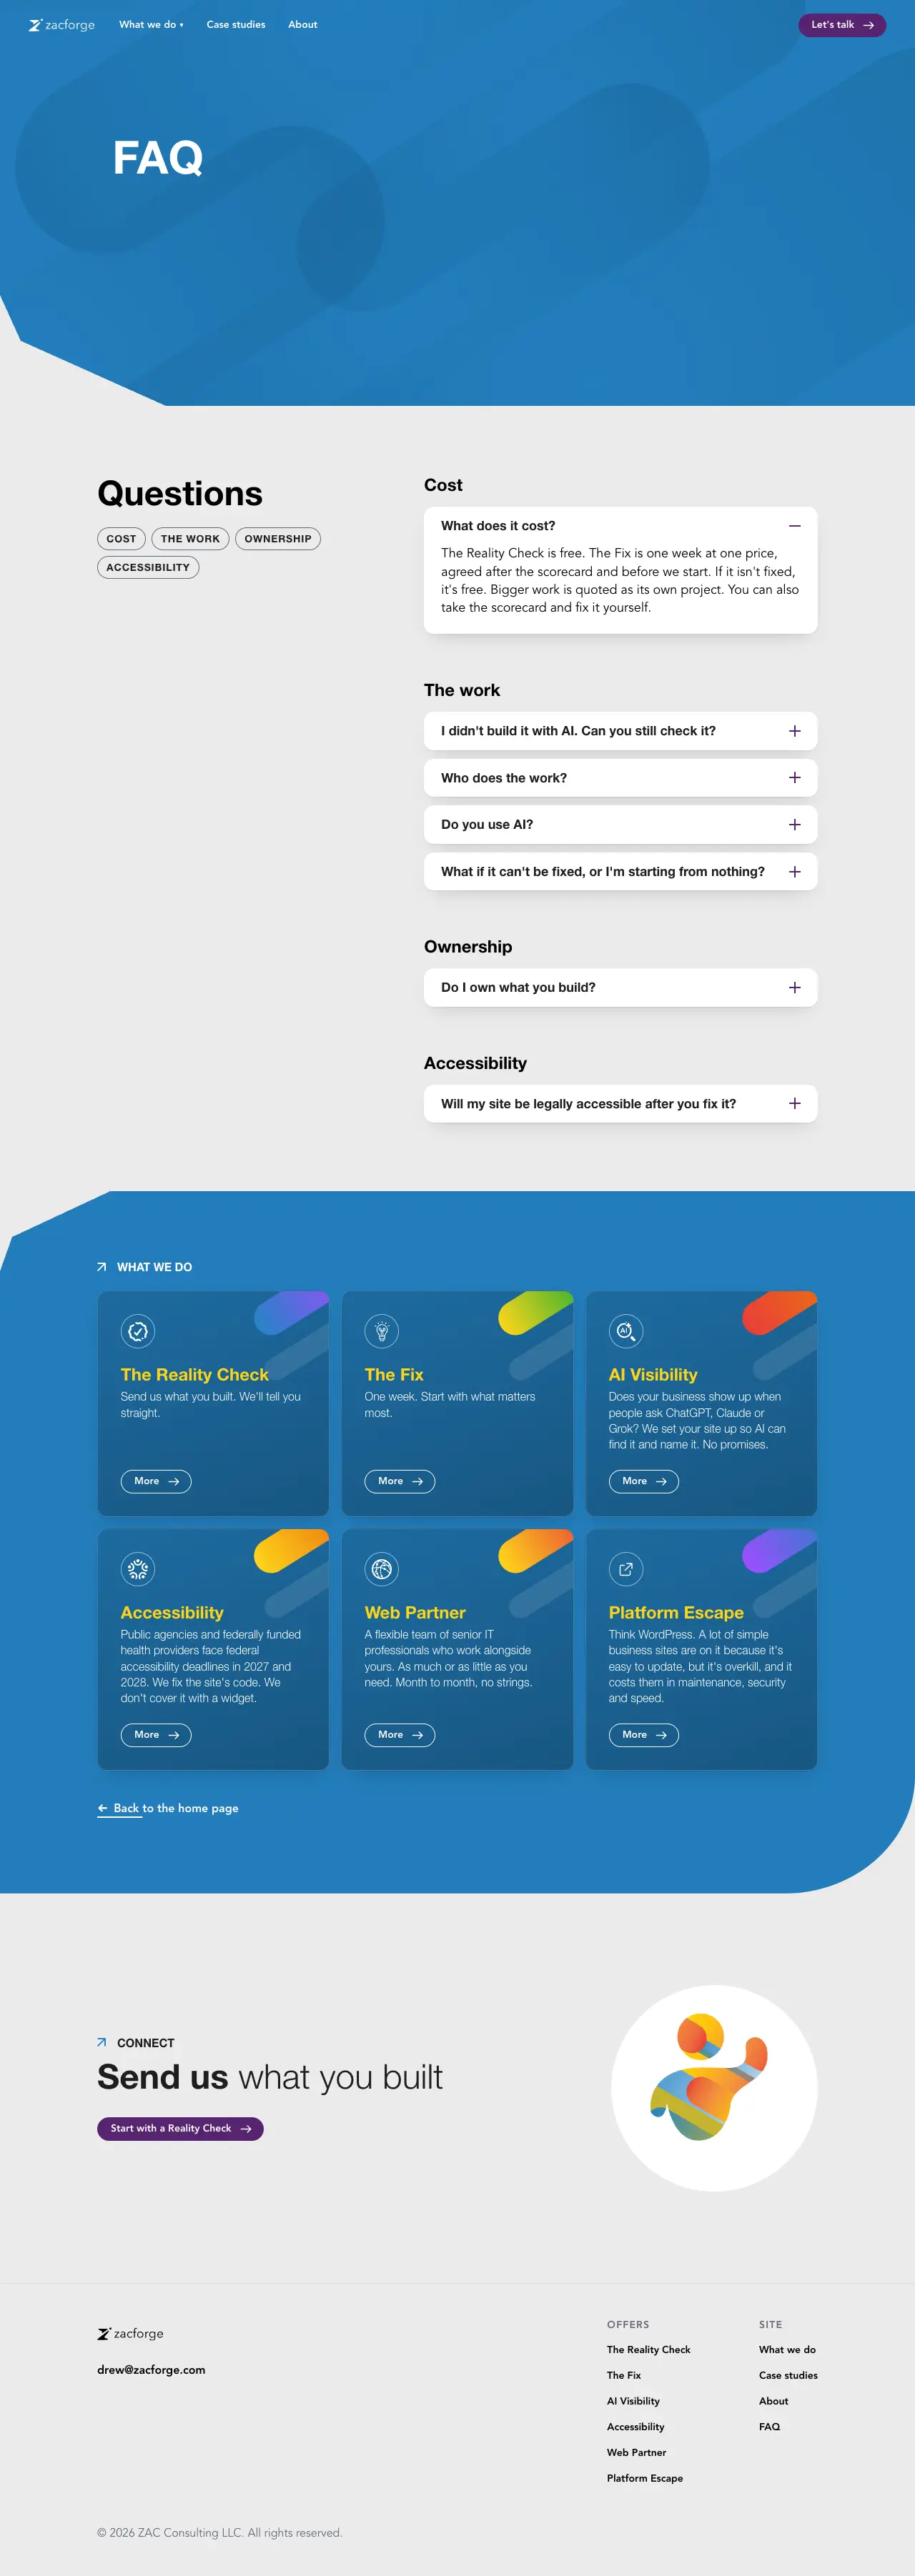 zacforge
What we do ▾
Case studies
About
Let's talk
FAQ
Questions
COST
THE WORK
OWNERSHIP
ACCESSIBILITY
Cost
What does it cost?
The Reality Check is free. The Fix is one week at one price,
agreed after the scorecard and before we start. If it isn't fixed,
it's free. Bigger work is quoted as its own project. You can also
take the scorecard and fix it yourself.
The work
I didn't build it with AI. Can you still check it?
Who does the work?
Do you use AI?
What if it can't be fixed, or I'm starting from nothing?
Ownership
Do I own what you build?
Accessibility
Will my site be legally accessible after you fix it?
WHAT WE DO
The Reality Check
Send us what you built. We'll tell you
straight.
More
The Fix
One week. Start with what matters
most.
More
AI
AI Visibility
Does your business show up when
people ask ChatGPT, Claude or
Grok? We set your site up so AI can
find it and name it. No promises.
More
Accessibility
Public agencies and federally funded
health providers face federal
accessibility deadlines in 2027 and
2028. We fix the site's code. We
don't cover it with a widget.
More
Web Partner
A flexible team of senior IT
professionals who work alongside
yours. As much or as little as you
need. Month to month, no strings.
More
Platform Escape
Think WordPress. A lot of simple
business sites are on it because it's
easy to update, but it's overkill, and it
costs them in maintenance, security
and speed.
More
Back to the home page
CONNECT
Send us what you built
Start with a Reality Check
zacforge
drew@zacforge.com
OFFERS
The Reality Check
The Fix
AI Visibility
Accessibility
Web Partner
Platform Escape
SITE
What we do
Case studies
About
FAQ
© 2026 ZAC Consulting LLC. All rights reserved.